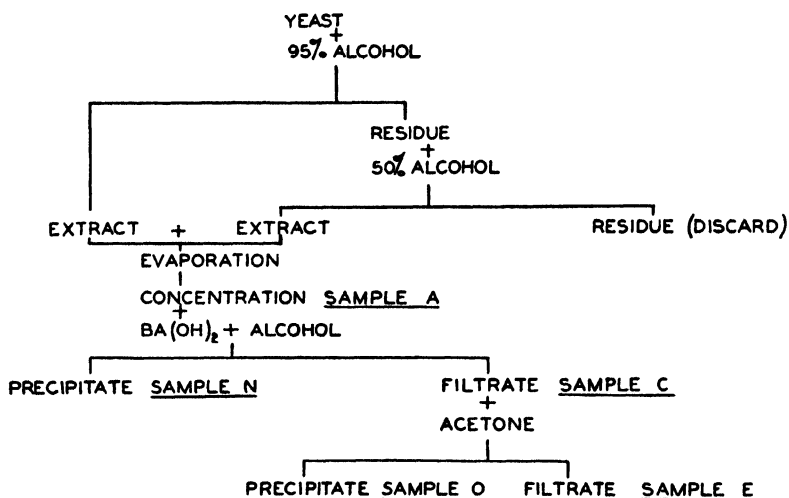 YEAST
+
95% ALCOHOL
RESIDUE
+
50% ALCOHOL
EXTRACT + EXTRACT RESIDUE (DISCARD)
EVAPORATION
CONCENTRATION SAMPLE A
+
BA(OH)₂ + ALCOHOL
PRECIPITATE SAMPLE N FILTRATE SAMPLE C
+
ACETONE
PRECIPITATE SAMPLE O FILTRATE SAMPLE E